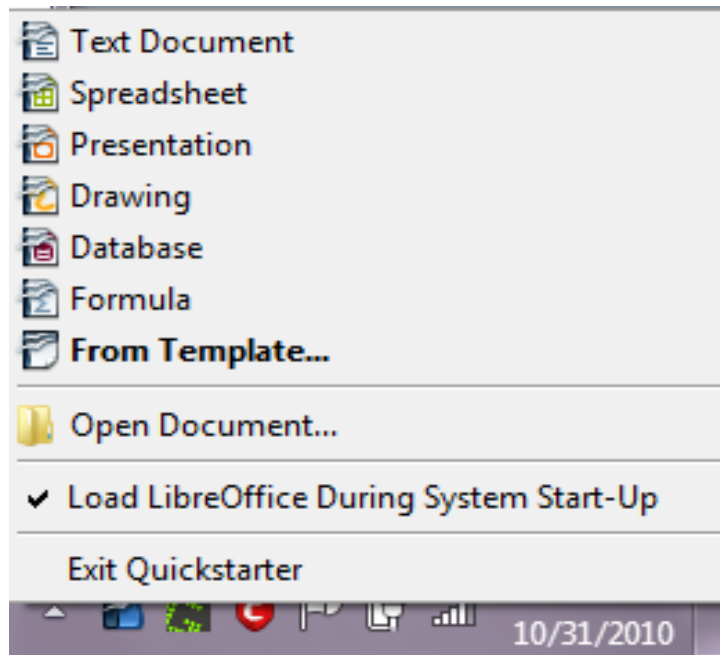 Text Document
Spreadsheet
Presentation
Drawing
Database
Formula
From Template...
Open Document...
Load LibreOffice During System Start-Up
Exit Quickstarter
10/31/2010